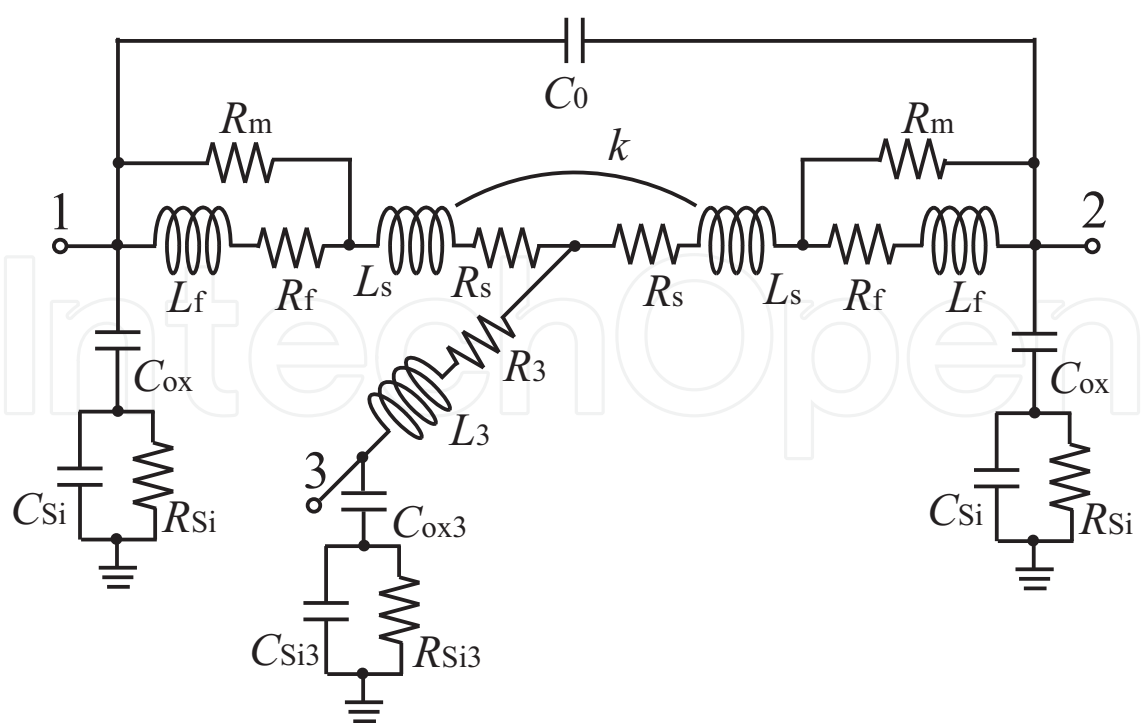 C0
Rm
Rm
k
1
2
Lf
Rf
Ls
Rs
Rs
Ls
Rf
Lf
R3
Cox
Cox
L3
3
CSi
RSi
Cox3
CSi
RSi
CSi3
RSi3
IntechOpen